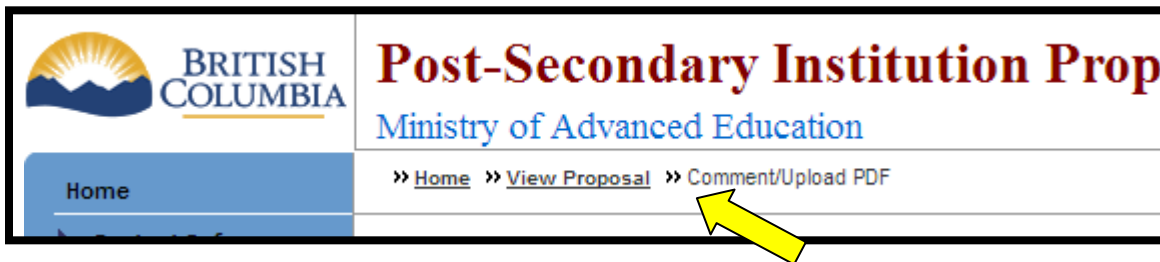 BRITISH
COLUMBIA
Post-Secondary Institution Prop
Ministry of Advanced Education
» Home » View Proposal » Comment/Upload PDF
Home